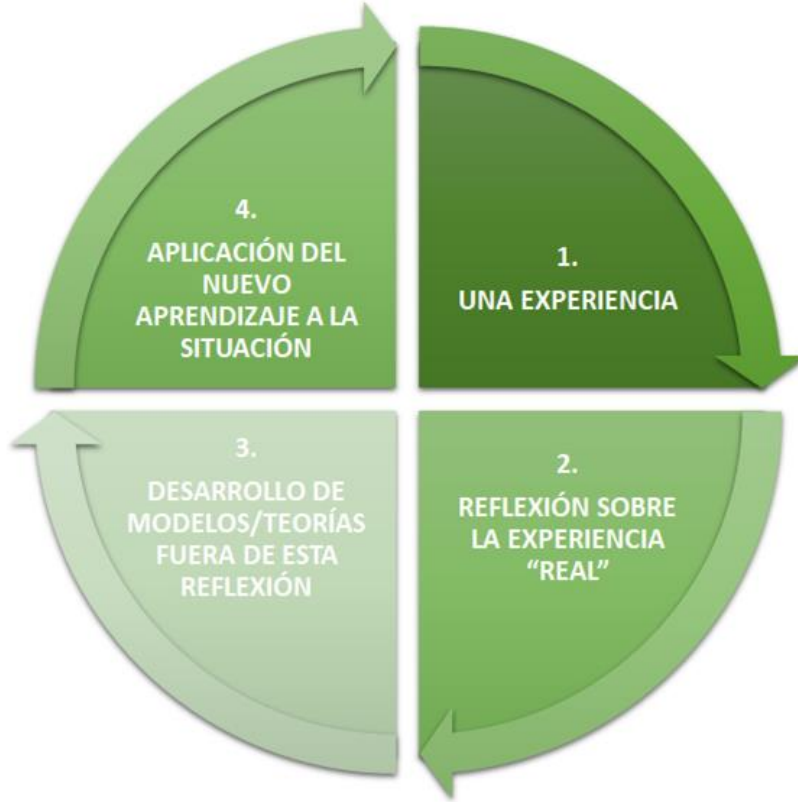 1.
UNA EXPERIENCIA
2.
REFLEXIÓN SOBRE
LA EXPERIENCIA
“REAL”
3.
DESARROLLO DE
MODELOS/TEORÍAS
FUERA DE ESTA
REFLEXIÓN
4.
APLICACIÓN DEL
NUEVO
APRENDIZAJE A LA
SITUACIÓN